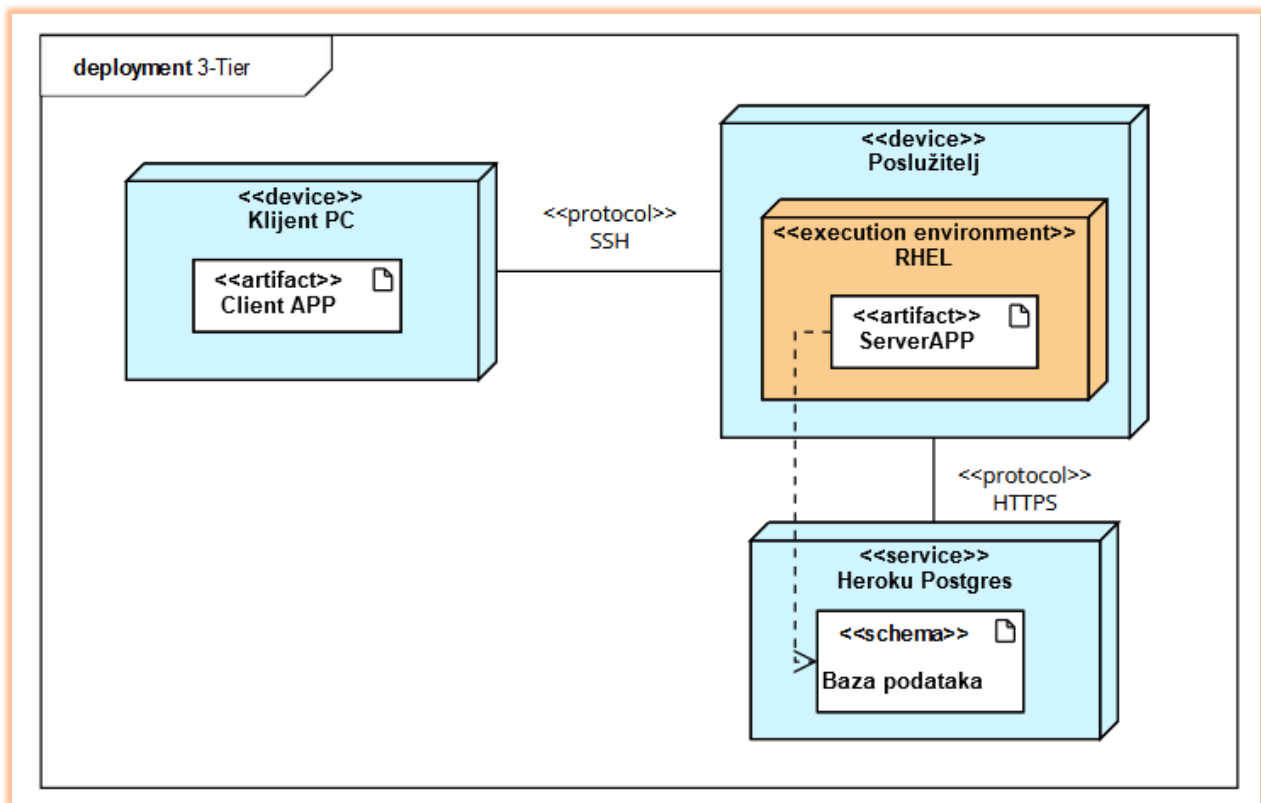 deployment 3-Tier
<<device>>
Klijent PC
<<artifact>>
Client APP
<<protocol>>
SSH
<<device>>
Poslužitelj
<<execution environment>>
RHEL
<<artifact>>
ServerAPP
<<protocol>>
HTTPS
<<service>>
Heroku Postgres
<<schema>>
Baza podataka